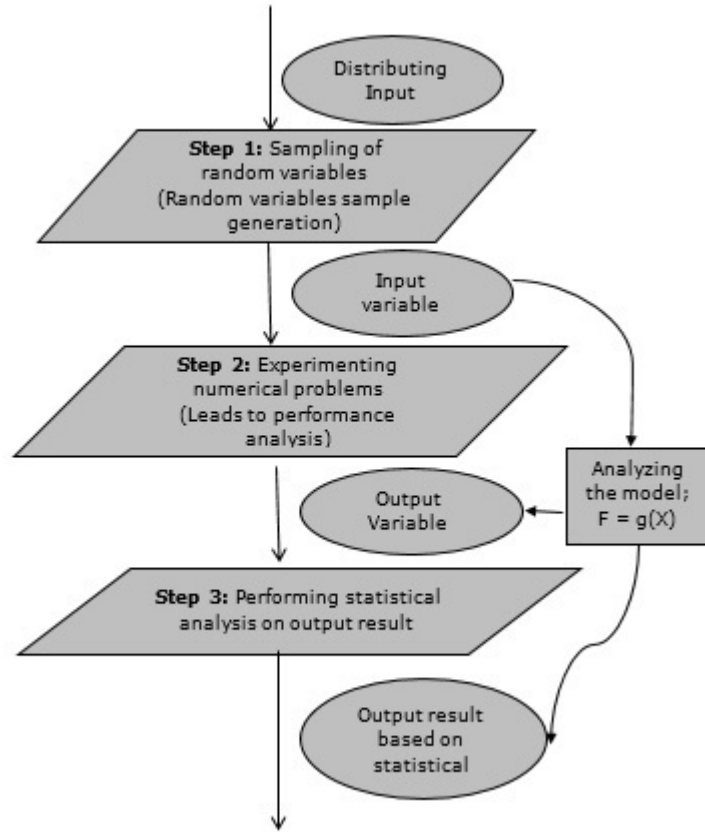 Distributing
Input
Step 1: Sampling of
random variables
(Random variables sample
generation)
Input
variable
Step 2: Experimenting
numerical problems
(Leads to performance
analysis)
Analyzing
the model;
F = g(X)
Output
Variable
Step 3: Performing statistical
analysis on output result
Output result
based on
statistical